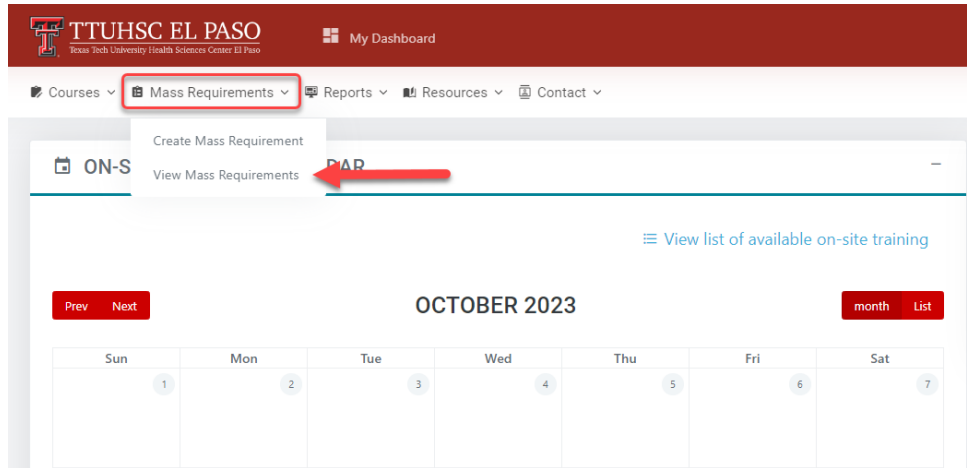 TTUHSC EL PASO
Texas Tech University Health Sciences Center El Paso
My Dashboard
Courses Mass Requirements Reports Resources Contact
Create Mass Requirement
View Mass Requirements
ON-S DAR
View list of available on-site training
Prev Next OCTOBER 2023 month List
Sun Mon Tue Wed Thu Fri Sat
1 2 3 4 5 6 7